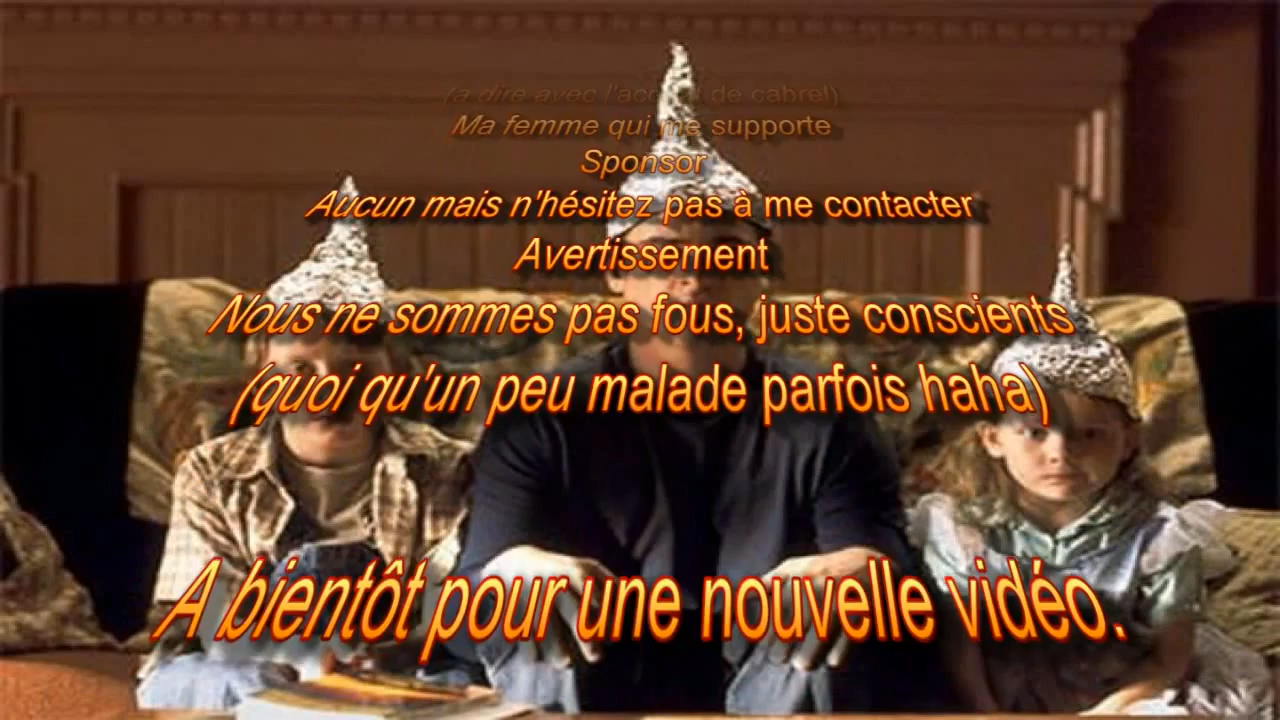 (a dire avec l'accent de cabrel)
Ma femme qui me supporte
Sponsor
Aucun mais n'hésitez pas à me contacter
Avertissement
Nous ne sommes pas fous, juste conscients
(quoi qu'un peu malade parfois haha)
A bientôt pour une nouvelle vidéo.